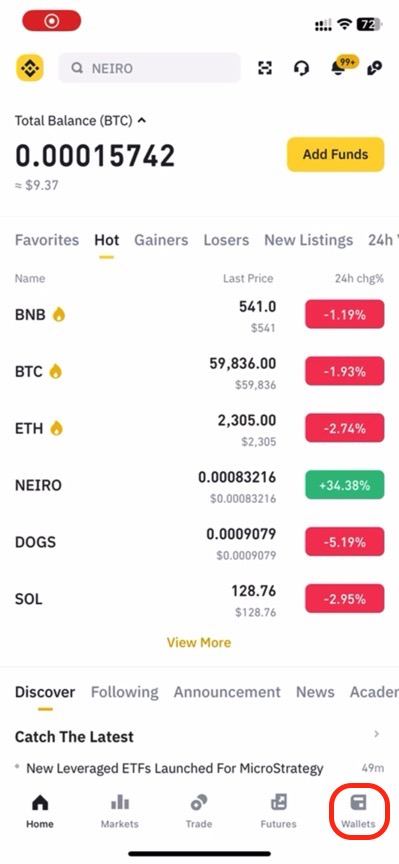 72
NEIRO
99+
Total Balance (BTC)
0.00015742
Add Funds
≈ $9.37
Favorites Hot Gainers Losers New Listings 24h
Name Last Price 24h chg%
BNB 541.0 -1.19%
$541
BTC 59,836.00 -1.93%
$59,836
ETH 2,305.00 -2.74%
$2,305
NEIRO 0.00083216 +34.38%
$0.00083216
DOGS 0.0009079 -5.19%
$0.0009079
SOL 128.76 -2.95%
$128.76
View More
Discover Following Announcement News Acader
Catch The Latest
New Leveraged ETFs Launched For MicroStrategy 49m
Home Markets Trade Futures Wallets